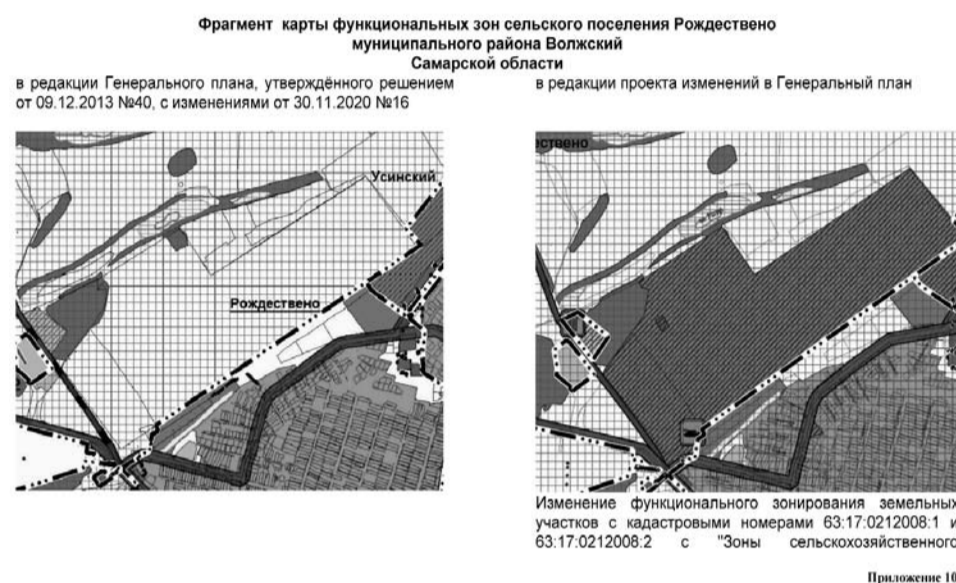 Фрагмент карты функциональных зон сельского поселения Рождествено
муниципального района Волжский
Самарской области
в редакции Генерального плана, утверждённого решением
от 09.12.2013 №40, с изменениями от 30.11.2020 №16
в редакции проекта изменений в Генеральный план
Усинский
Рождествено
ествено
Изменение функционального зонирования земельных
участков с кадастровыми номерами 63:17:0212008:1 и
63:17:0212008:2 с "Зоны сельскохозяйственного
Приложение 10